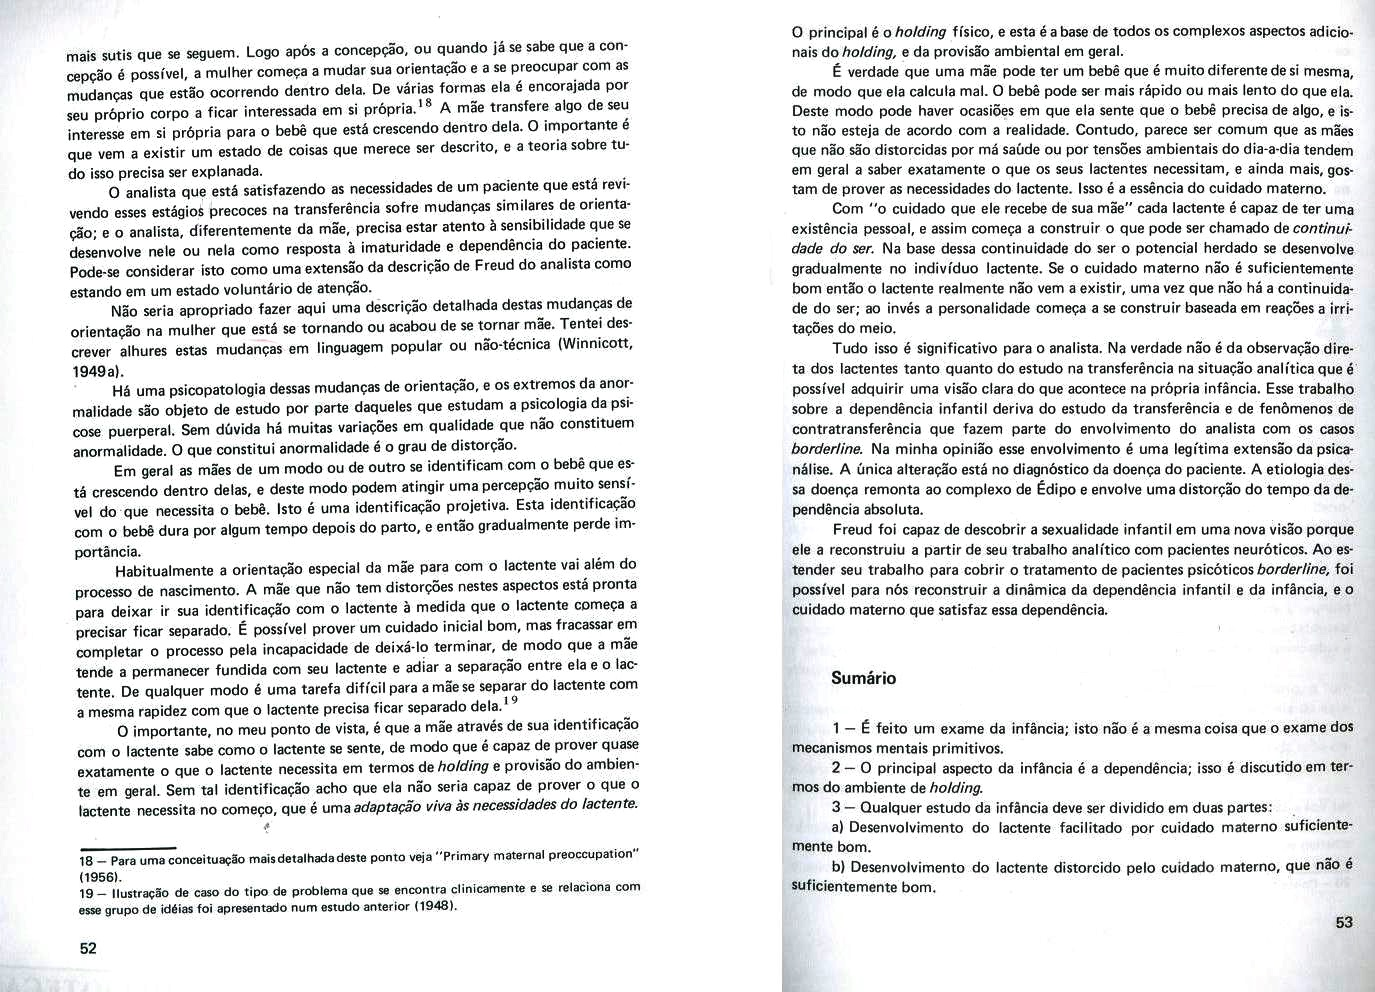 mais sutis que se seguem. Logo após a concepção, ou quando já se sabe que a con-
cepção é possível, a mulher começa a mudar sua orientação e a se preocupar com as
mudanças que estão ocorrendo dentro dela. De várias formas ela é encorajada por
seu próprio corpo a ficar interessada em si própria.18 A mãe transfere algo de seu
interesse em si própria para o bebê que está crescendo dentro dela. O importante é
que vem a existir um estado de coisas que merece ser descrito, e a teoria sobre tu-
do isso precisa ser explanada.
O analista que está satisfazendo as necessidades de um paciente que está revi-
vendo esses estágios precoces na transferência sofre mudanças similares de orienta-
ção; e o analista, diferentemente da mãe, precisa estar atento à sensibilidade que se
desenvolve nele ou nela como resposta à imaturidade e dependência do paciente.
Pode-se considerar isto como uma extensão da descrição de Freud do analista como
estando em um estado voluntário de atenção.
Não seria apropriado fazer aqui uma descrição detalhada destas mudanças de
orientação na mulher que está se tornando ou acabou de se tornar mãe. Tentei des-
crever alhures estas mudanças em linguagem popular ou não-técnica (Winnicott,
1949a).
Há uma psicopatologia dessas mudanças de orientação, e os extremos da anor-
malidade são objeto de estudo por parte daqueles que estudam a psicologia da psi-
cose puerperal. Sem dúvida há muitas variações em qualidade que não constituem
anormalidade. O que constitui anormalidade é o grau de distorção.
Em geral as mães de um modo ou de outro se identificam com o bebê que es-
tá crescendo dentro delas, e deste modo podem atingir uma percepção muito sensí-
vel do que necessita o bebê. Isto é uma identificação projetiva. Esta identificação
com o bebê dura por algum tempo depois do parto, e então gradualmente perde im-
portância.
Habitualmente a orientação especial da mãe para com o lactente vai além do
processo de nascimento. A mãe que não tem distorções nestes aspectos está pronta
para deixar ir sua identificação com o lactente à medida que o lactente começa a
precisar ficar separado. É possível prover um cuidado inicial bom, mas fracassar em
completar o processo pela incapacidade de deixá-lo terminar, de modo que a mãe
tende a permanecer fundida com seu lactente e adiar a separação entre ela e o lac-
tente. De qualquer modo é uma tarefa difícil para a mãe se separar do lactente com
a mesma rapidez com que o lactente precisa ficar separado dela.19
O importante, no meu ponto de vista, é que a mãe através de sua identificação
com o lactente sabe como o lactente se sente, de modo que é capaz de prover quase
exatamente o que o lactente necessita em termos de holding e provisão do ambien-
te em geral. Sem tal identificação acho que ela não seria capaz de prover o que o
lactente necessita no começo, que é uma adaptação viva às necessidades do lactente.
18 — Para uma conceituação mais detalhada deste ponto veja "Primary maternal preoccupation"
(1956).
19 — Ilustração de caso do tipo de problema que se encontra clinicamente e se relaciona com
esse grupo de idéias foi apresentado num estudo anterior (1948).
52
O principal é o holding físico, e esta é a base de todos os complexos aspectos adicio-
nais do holding, e da provisão ambiental em geral.
É verdade que uma mãe pode ter um bebê que é muito diferente de si mesma,
de modo que ela calcula mal. O bebê pode ser mais rápido ou mais lento do que ela.
Deste modo pode haver ocasiões em que ela sente que o bebê precisa de algo, e is-
to não esteja de acordo com a realidade. Contudo, parece ser comum que as mães
que não são distorcidas por má saúde ou por tensões ambientais do dia-a-dia tendem
em geral a saber exatamente o que os seus lactentes necessitam, e ainda mais, gos-
tam de prover as necessidades do lactente. Isso é a essência do cuidado materno.
Com "o cuidado que ele recebe de sua mãe" cada lactente é capaz de ter uma
existência pessoal, e assim começa a construir o que pode ser chamado de continui-
dade do ser. Na base dessa continuidade do ser o potencial herdado se desenvolve
gradualmente no indivíduo lactente. Se o cuidado materno não é suficientemente
bom então o lactente realmente não vem a existir, uma vez que não há a continuida-
de do ser; ao invés a personalidade começa a se construir baseada em reações a irri-
tações do meio.
Tudo isso é significativo para o analista. Na verdade não é da observação dire-
ta dos lactentes tanto quanto do estudo na transferência na situação analítica que é
possível adquirir uma visão clara do que acontece na própria infância. Esse trabalho
sobre a dependência infantil deriva do estudo da transferência e de fenômenos de
contratransferência que fazem parte do envolvimento do analista com os casos
borderline. Na minha opinião esse envolvimento é uma legítima extensão da psica-
nálise. A única alteração está no diagnóstico da doença do paciente. A etiologia des-
sa doença remonta ao complexo de Édipo e envolve uma distorção do tempo da de-
pendência absoluta.
Freud foi capaz de descobrir a sexualidade infantil em uma nova visão porque
ele a reconstruiu a partir de seu trabalho analítico com pacientes neuróticos. Ao es-
tender seu trabalho para cobrir o tratamento de pacientes psicóticos borderline, foi
possível para nós reconstruir a dinâmica da dependência infantil e da infância, e o
cuidado materno que satisfaz essa dependência.
Sumário
1 — É feito um exame da infância; isto não é a mesma coisa que o exame dos
mecanismos mentais primitivos.
2 — O principal aspecto da infância é a dependência; isso é discutido em ter-
mos do ambiente de holding.
3 — Qualquer estudo da infância deve ser dividido em duas partes:
a) Desenvolvimento do lactente facilitado por cuidado materno suficiente-
mente bom.
b) Desenvolvimento do lactente distorcido pelo cuidado materno, que não é
suficientemente bom.
53